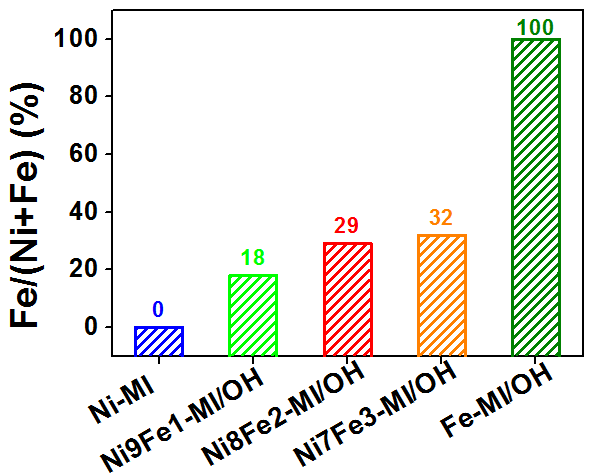 Fe/(Ni+Fe) (%)
100
80
60
40
20
0
0
18
29
32
100
Ni-MI
Ni9Fe1-MI/OH
Ni8Fe2-MI/OH
Ni7Fe3-MI/OH
Fe-MI/OH